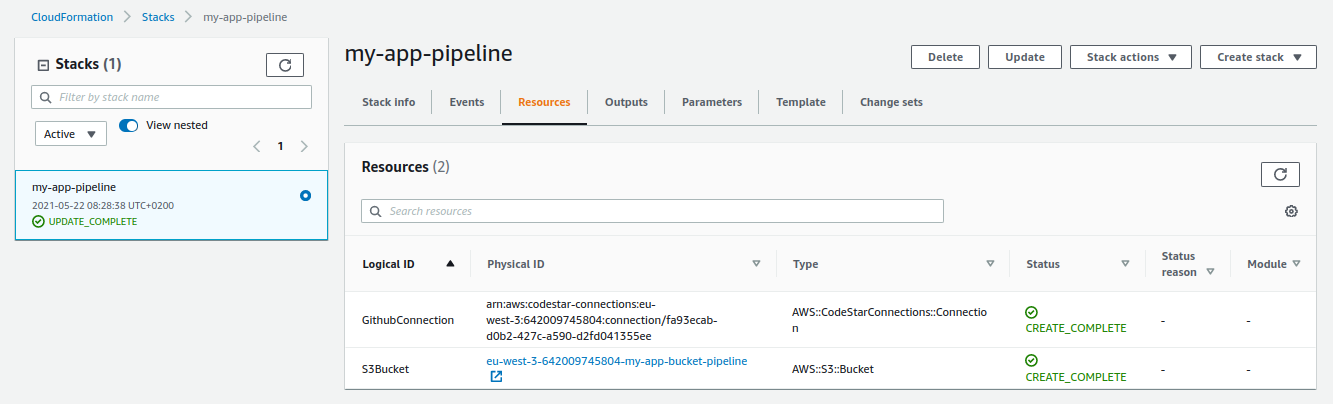 CloudFormation > Stacks > my-app-pipeline
Stacks (1)
Filter by stack name
Active
View nested
1
my-app-pipeline
2021-05-22 08:28:38 UTC+0200
UPDATE_COMPLETE
my-app-pipeline
Delete
Update
Stack actions
Create stack
Stack info
Events
Resources
Outputs
Parameters
Template
Change sets
Resources (2)
Search resources
Logical ID
Physical ID
Type
Status
Status
reason
Module
GithubConnection
arn:aws:codestar-connections:eu-
west-3:642009745804:connection/fa93ecab-
d0b2-427c-a590-d2fd041355ee
AWS::CodeStarConnections::Connectio
n
CREATE_COMPLETE
-
-
S3Bucket
eu-west-3-642009745804-my-app-bucket-pipeline
AWS::S3::Bucket
CREATE_COMPLETE
-
-